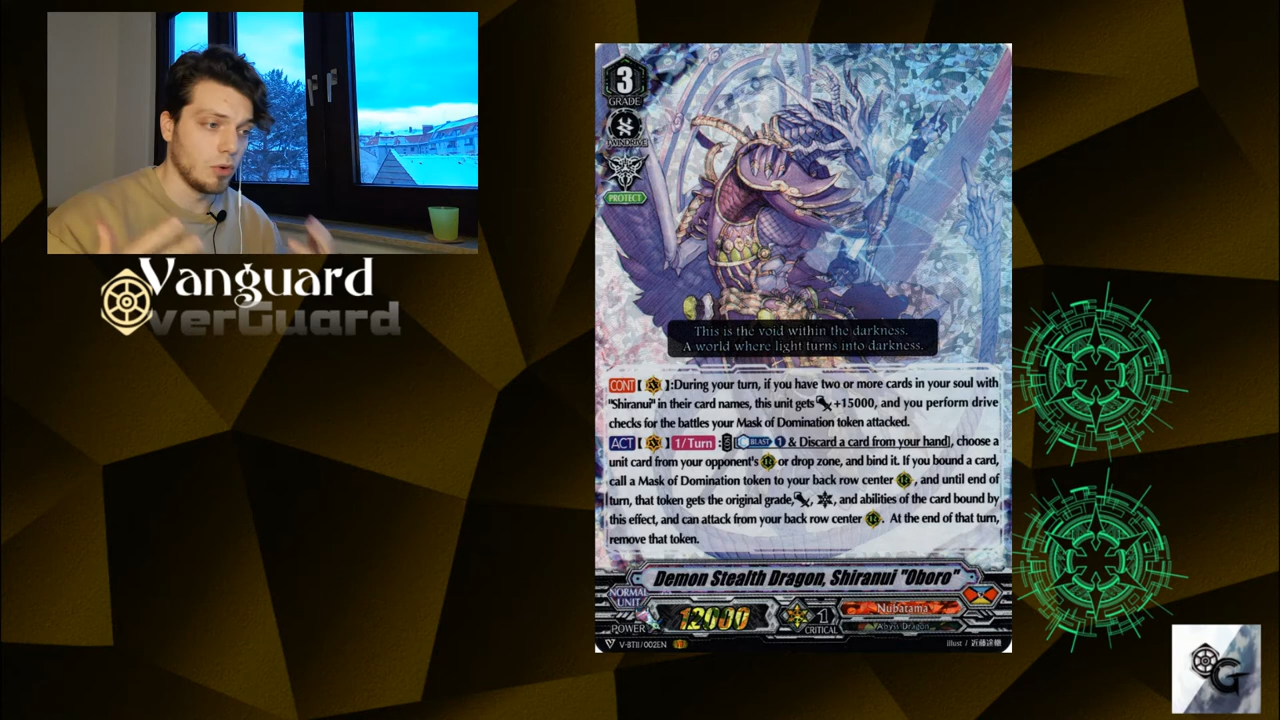 Vanguard
verGuard
3
GRADE
TWINDRIVE
PROTECT
This is the void within the darkness.
A world where light turns into darkness.
CONT【 】:During your turn, if you have two or more cards in your soul with
"Shiranui" in their card names, this unit gets +15000, and you perform drive
checks for the battles your Mask of Domination token attacked.
ACT【 】1/Turn :[ BLAST 1 & Discard a card from your hand], choose a
unit card from your opponent's or drop zone, and bind it. If you bound a card,
call a Mask of Domination token to your back row center , and until end of
turn, that token gets the original grade, , , and abilities of the card bound by
this effect, and can attack from your back row center . At the end of that turn,
remove that token.
Demon Stealth Dragon, Shiranui "Oboro"
NORMAL
UNIT
POWER 12000
1
CRITICAL
Nubatama
Abyss Dragon
V-BT11/002EN
illust / 近藤達哉
G